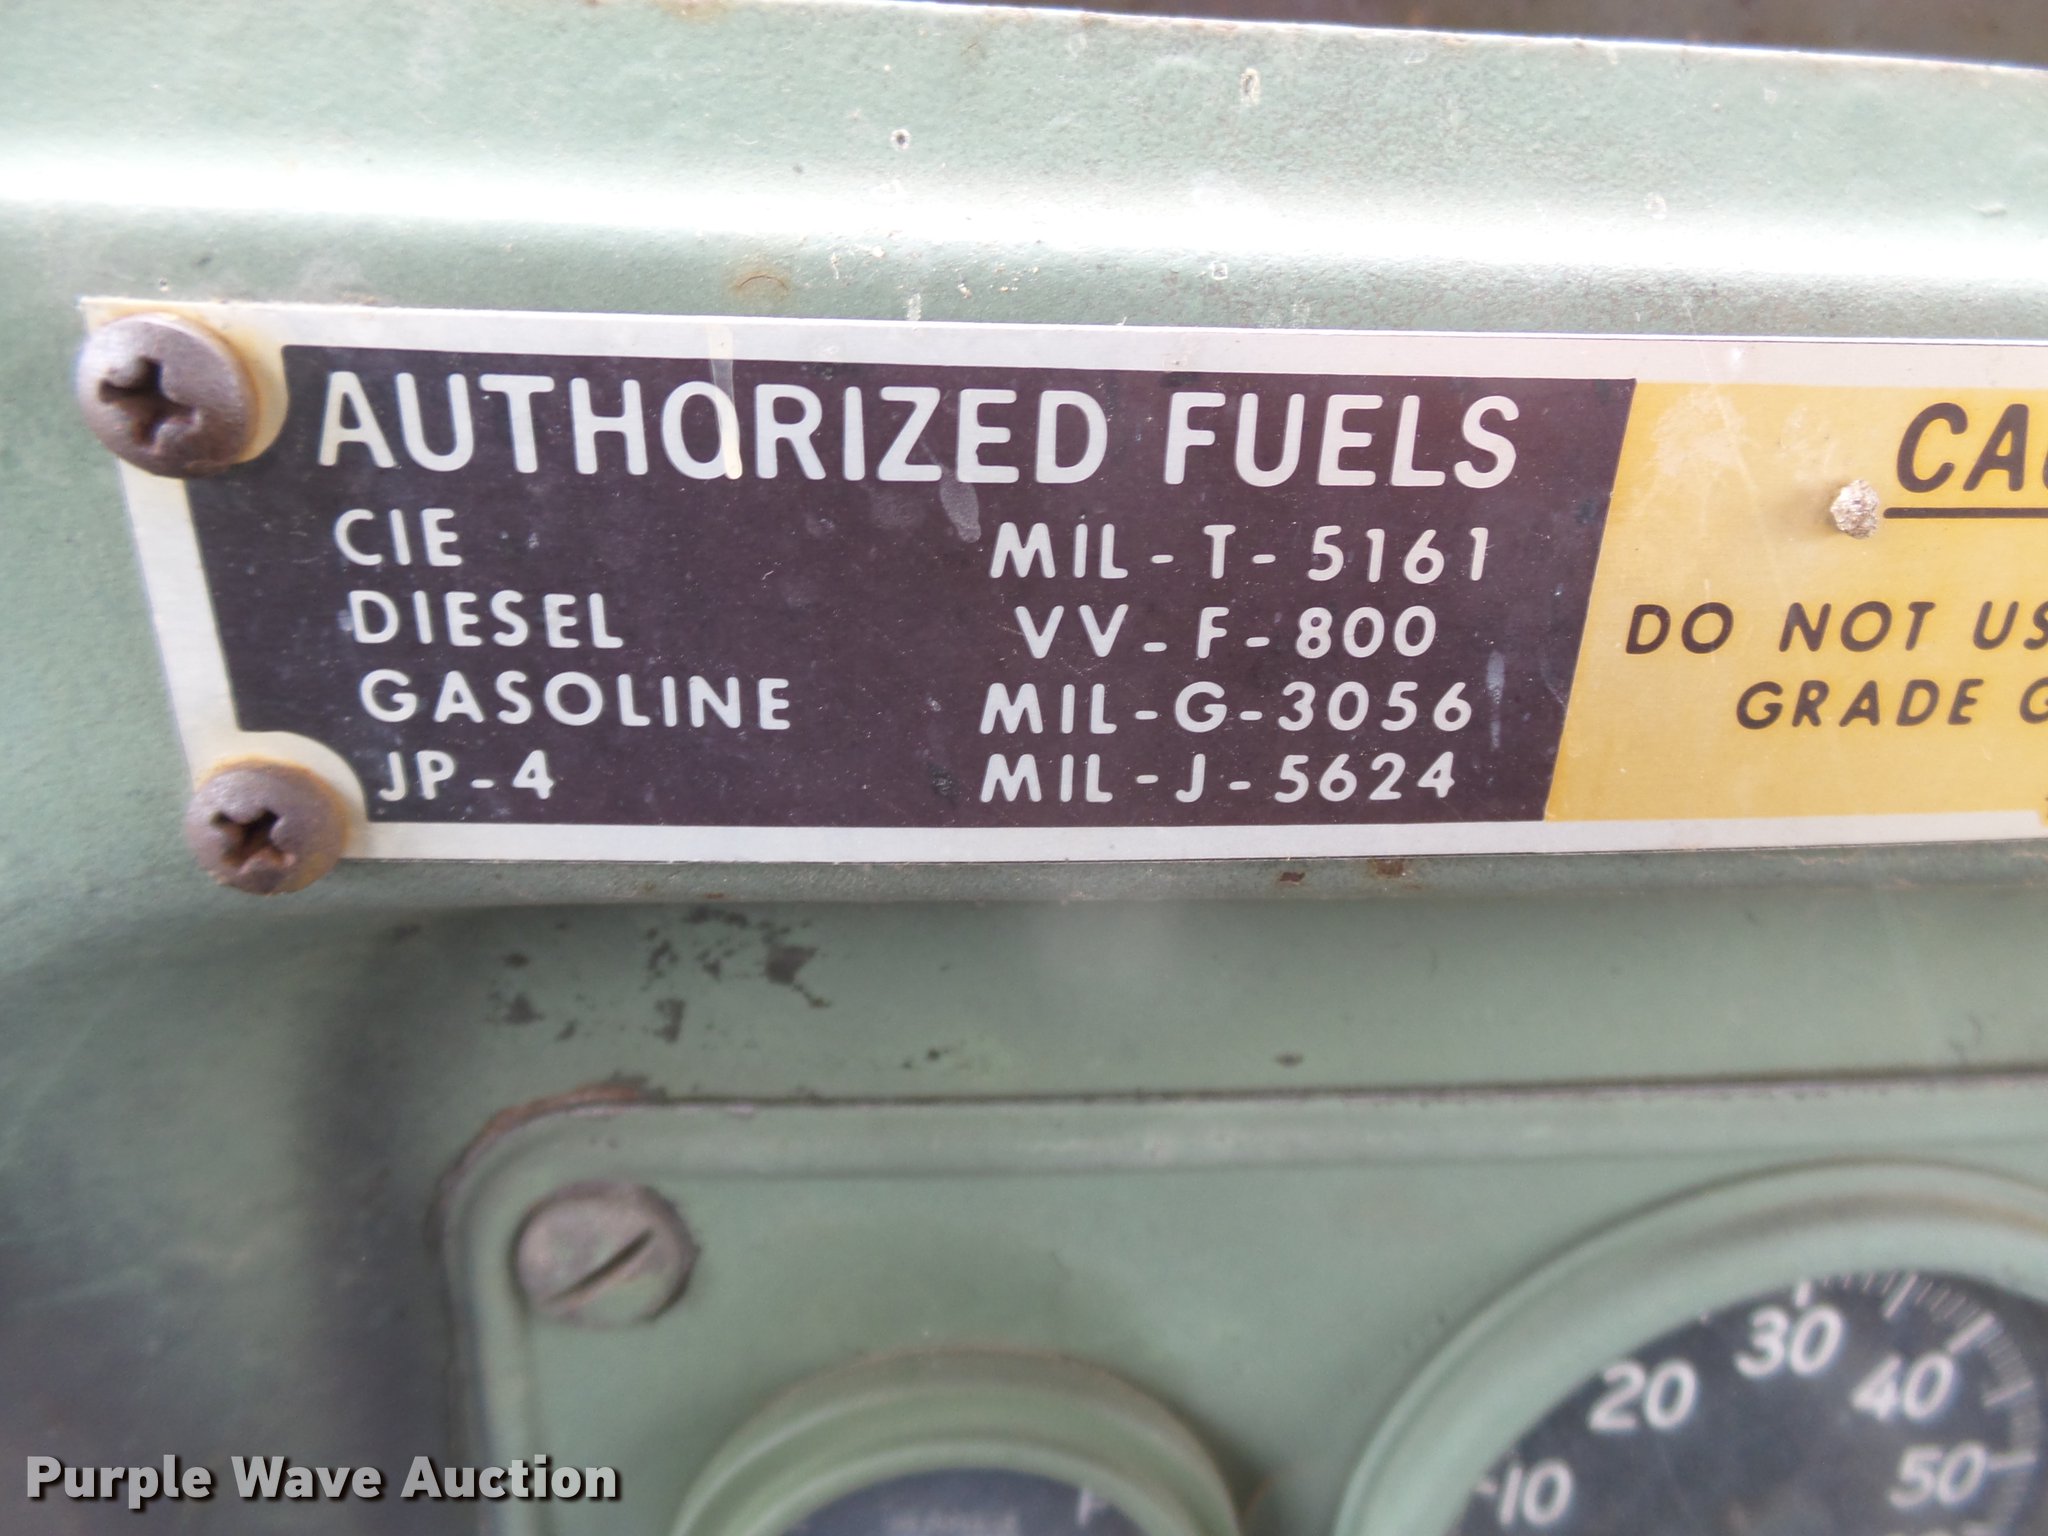 AUTHORIZED FUELS
CIE MIL-T-5161
DIESEL VV-F-800
GASOLINE MIL-G-3056
JP-4 MIL-J-5624
DO NOT
GRADE
10 20 30 40 50
Purple Wave Auction